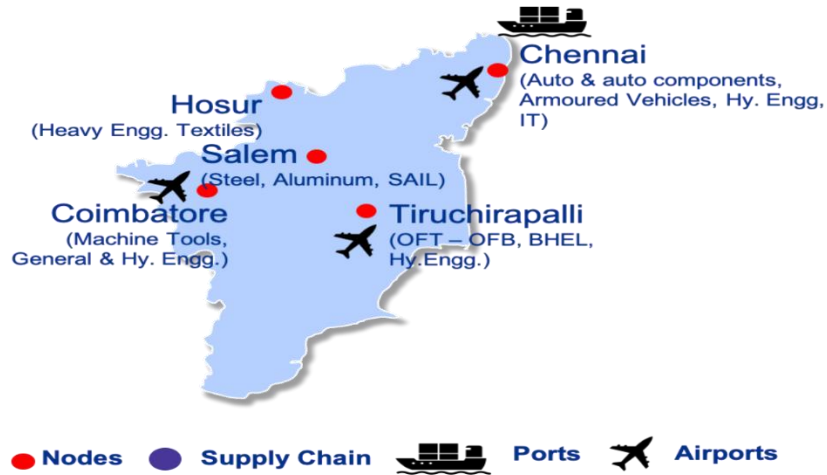 Chennai
(Auto & auto components,
Armoured Vehicles, Hy. Engg,
IT)
Hosur
(Heavy Engg. Textiles)
Salem
(Steel, Aluminum, SAIL)
Coimbatore
(Machine Tools,
General & Hy. Engg.)
Tiruchirapalli
(OFT – OFB, BHEL,
Hy.Engg.)
Nodes
Supply Chain
Ports
Airports